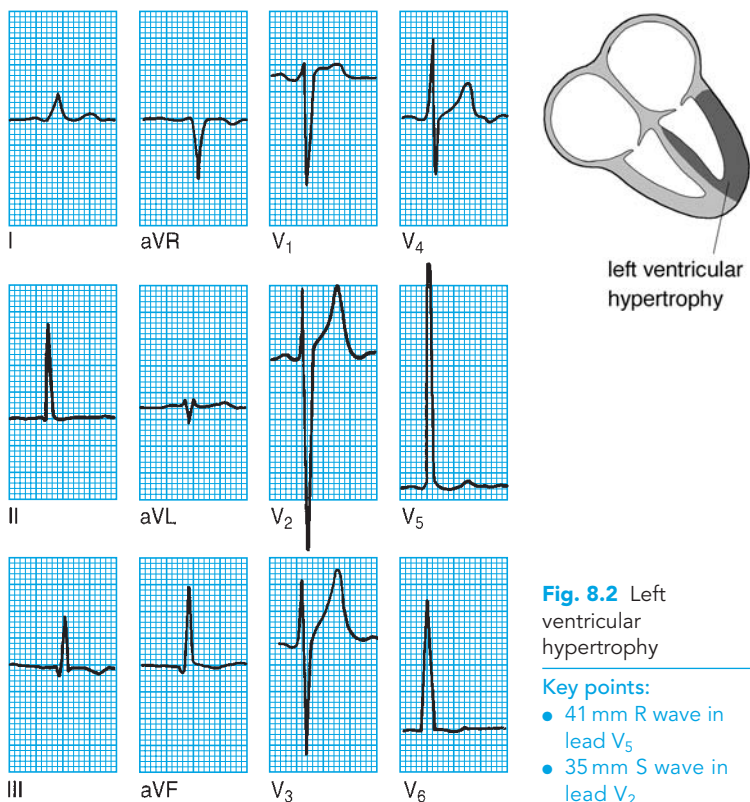 I
aVR
V1
V4
left ventricular
hypertrophy
II
aVL
V2
V5
III
aVF
V3
V6
Fig. 8.2 Left
ventricular
hypertrophy
Key points:
● 41 mm R wave in
lead V5
● 35 mm S wave in
lead V2